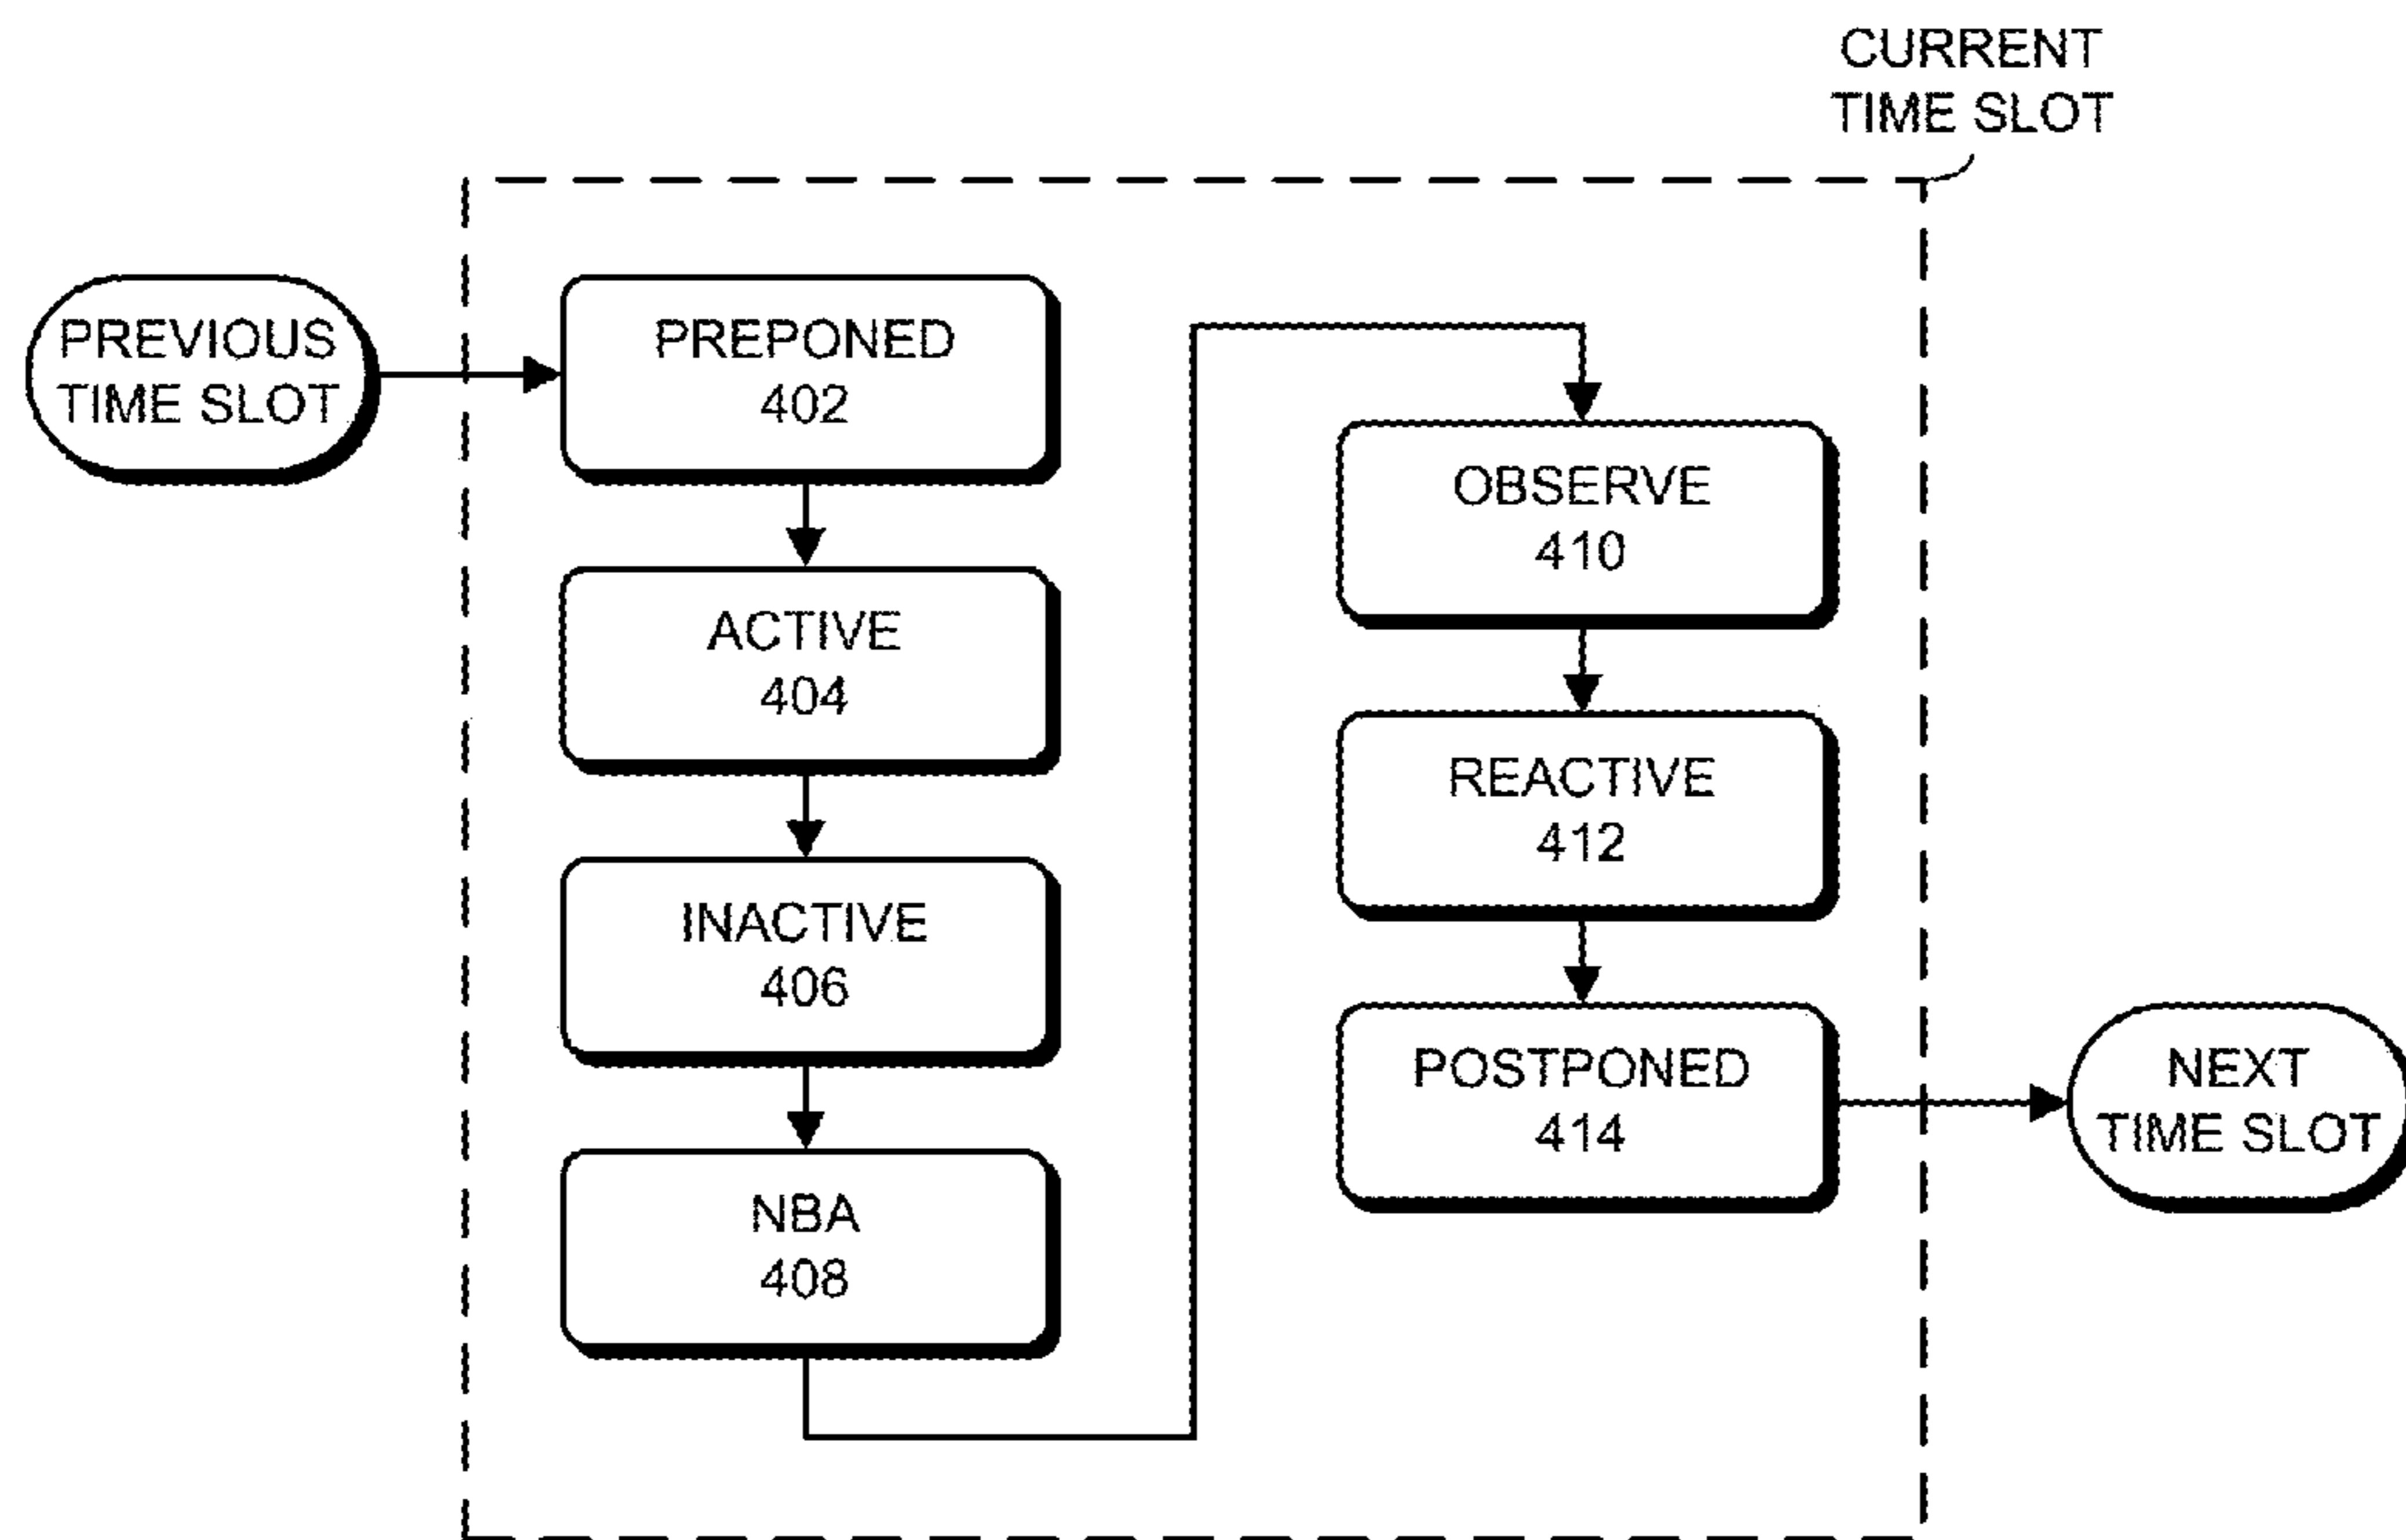 CURRENT
TIME SLOT
PREVIOUS
TIME SLOT
PREPONED
402
ACTIVE
404
INACTIVE
406
NBA
408
OBSERVE
410
REACTIVE
412
POSTPONED
414
NEXT
TIME SLOT